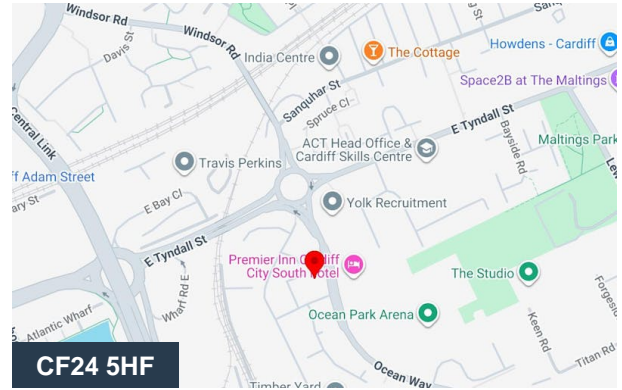 Windsor Rd
Windsor Rd
Davis St
India Centre
The Cottage
Howdens - Cardiff
Space2B at The Maltings
Sanquhar St
Spruce Cl
E Tyndall St
Central Link
ACT Head Office &
Cardiff Skills Centre
Bayside Rd
Maltings Park
Travis Perkins
ff Adam Street
ary St
E Bay Cl
Yolk Recruitment
E Tyndall St
Premier Inn Cardiff
City South Hotel
The Studio
Wharf Rd E
Atlantic Wharf
Ocean Park Arena
Keen Rd
Titan Rd
CF24 5HF
Timber Yard
Ocean Way